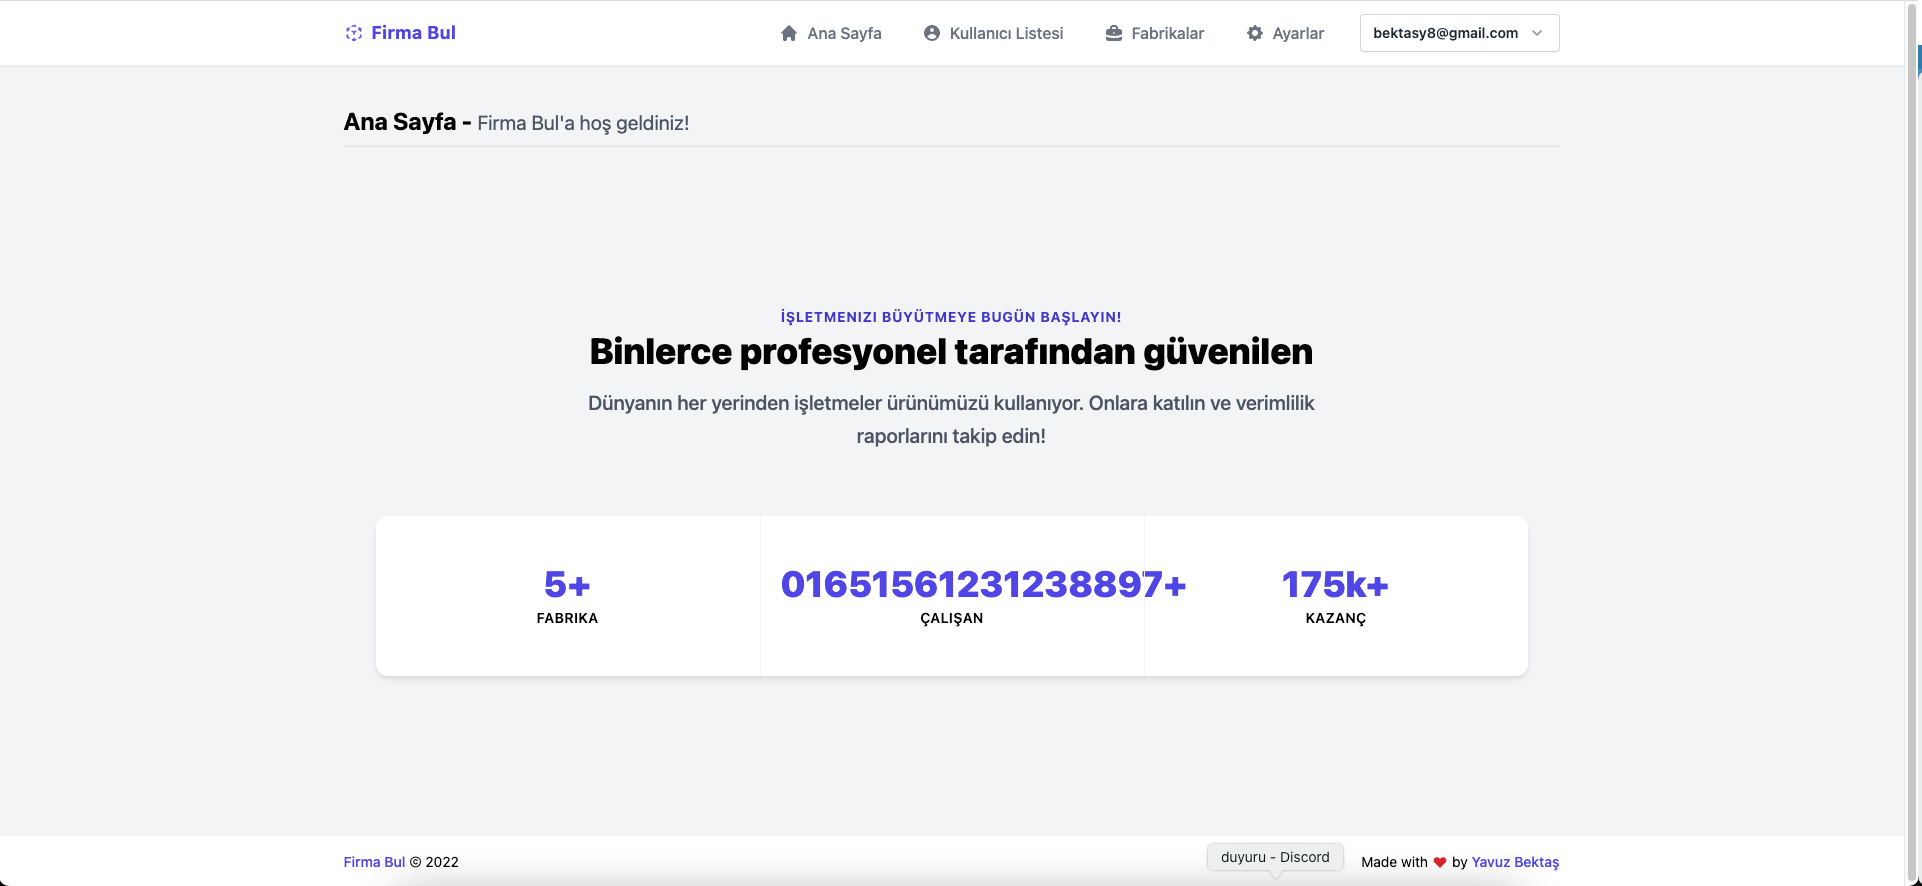 Firma Bul
Ana Sayfa
Kullanıcı Listesi
Fabrikalar
Ayarlar
bektasy8@gmail.com
Ana Sayfa - Firma Bul'a hoş geldiniz!
İŞLETMENIZI BÜYÜTMEYE BUGÜN BAŞLAYIN!
Binlerce profesyonel tarafından güvenilen
Dünyanın her yerinden işletmeler ürünümüzü kullanıyor. Onlara katılın ve verimlilik
raporlarını takip edin!
5+
FABRIKA
01651561231238897+
ÇALIŞAN
175k+
KAZANÇ
Firma Bul © 2022
duyuru - Discord
Made with ❤ by Yavuz Bektaş